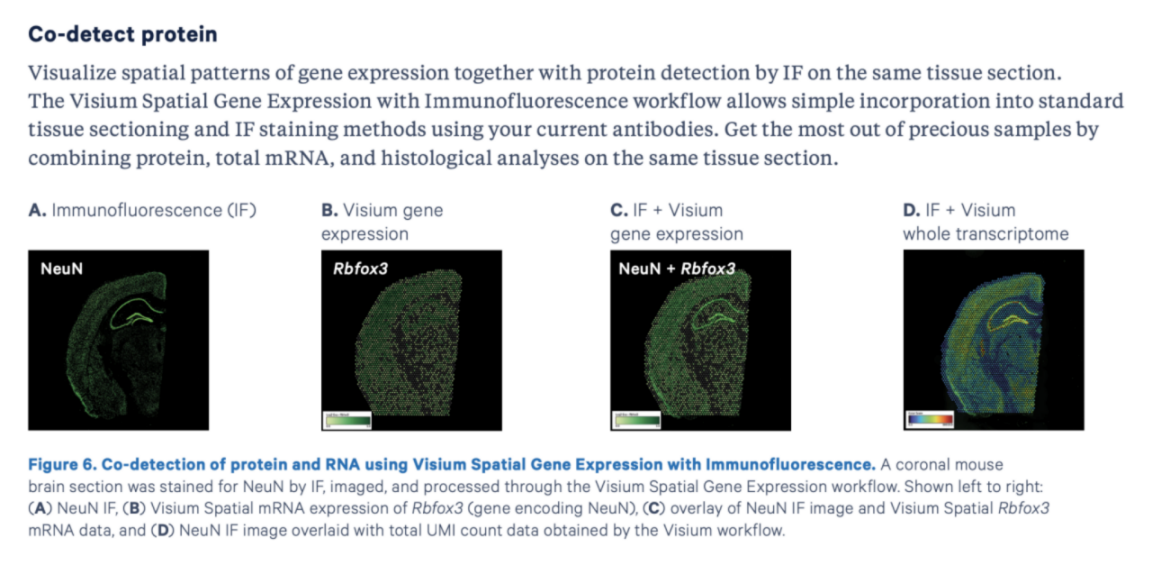 Co-detect protein
Visualize spatial patterns of gene expression together with protein detection by IF on the same tissue section.
The Visium Spatial Gene Expression with Immunofluorescence workflow allows simple incorporation into standard
tissue sectioning and IF staining methods using your current antibodies. Get the most out of precious samples by
combining protein, total mRNA, and histological analyses on the same tissue section.
A. Immunofluorescence (IF)
NeuN
B. Visium gene
expression
Rbfox3
C. IF + Visium
gene expression
NeuN + Rbfox3
D. IF + Visium
whole transcriptome
Figure 6. Co-detection of protein and RNA using Visium Spatial Gene Expression with Immunofluorescence. A coronal mouse
brain section was stained for NeuN by IF, imaged, and processed through the Visium Spatial Gene Expression workflow. Shown left to right:
(A) NeuN IF, (B) Visium Spatial mRNA expression of Rbfox3 (gene encoding NeuN), (C) overlay of NeuN IF image and Visium Spatial Rbfox3
mRNA data, and (D) NeuN IF image overlaid with total UMI count data obtained by the Visium workflow.